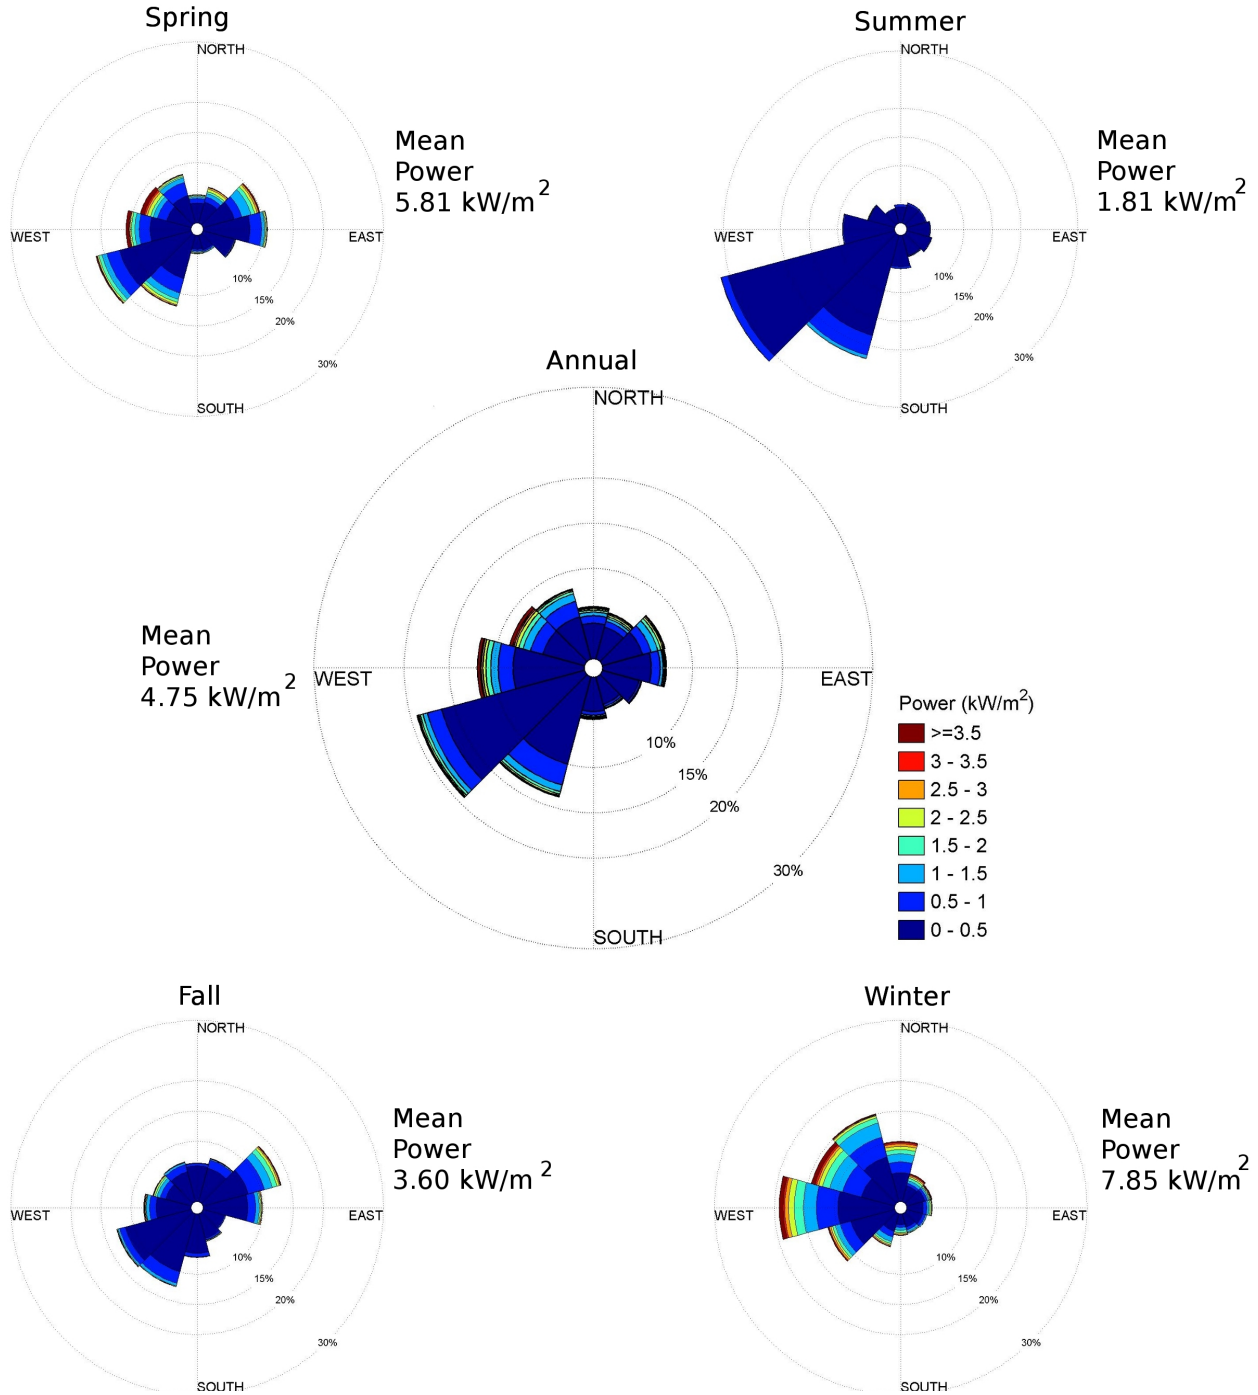 Spring
NORTH
WEST
EAST
SOUTH
10%
15%
20%
30%
Mean
Power
5.81 kW/m2
Summer
NORTH
WEST
EAST
SOUTH
10%
15%
20%
30%
Mean
Power
1.81 kW/m2
Annual
NORTH
WEST
EAST
SOUTH
10%
15%
20%
30%
Mean
Power
4.75 kW/m2
Power (kW/m2)
>=3.5
3 - 3.5
2.5 - 3
2 - 2.5
1.5 - 2
1 - 1.5
0.5 - 1
0 - 0.5
Fall
NORTH
WEST
EAST
SOUTH
10%
15%
20%
30%
Mean
Power
3.60 kW/m2
Winter
NORTH
WEST
EAST
SOUTH
10%
15%
20%
30%
Mean
Power
7.85 kW/m2